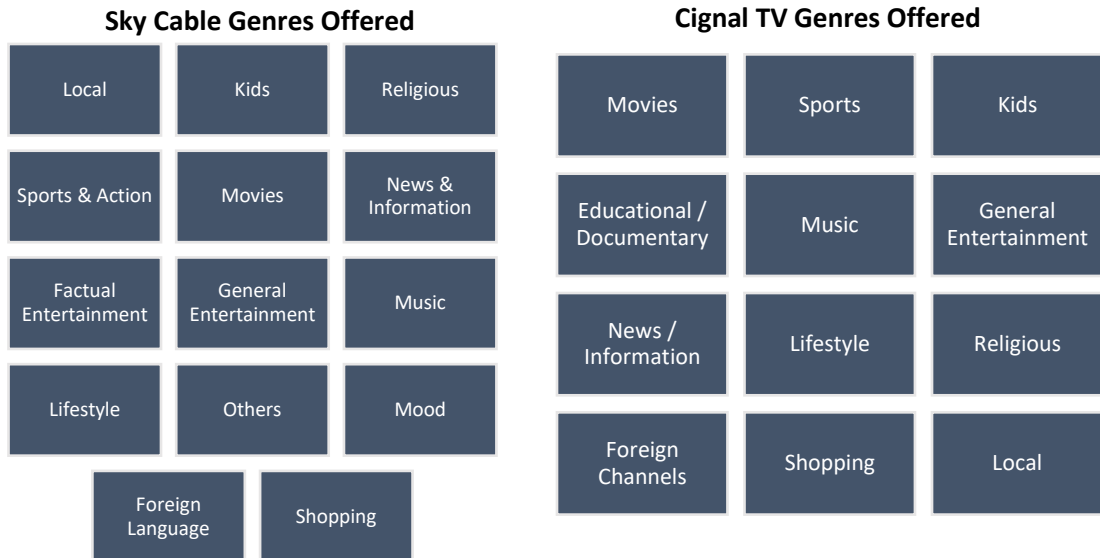 Sky Cable Genres Offered
Local
Kids
Religious
Sports & Action
Movies
News &
Information
Factual
Entertainment
General
Entertainment
Music
Lifestyle
Others
Mood
Foreign
Language
Shopping
Cignal TV Genres Offered
Movies
Sports
Kids
Educational /
Documentary
Music
General
Entertainment
News /
Information
Lifestyle
Religious
Foreign
Channels
Shopping
Local